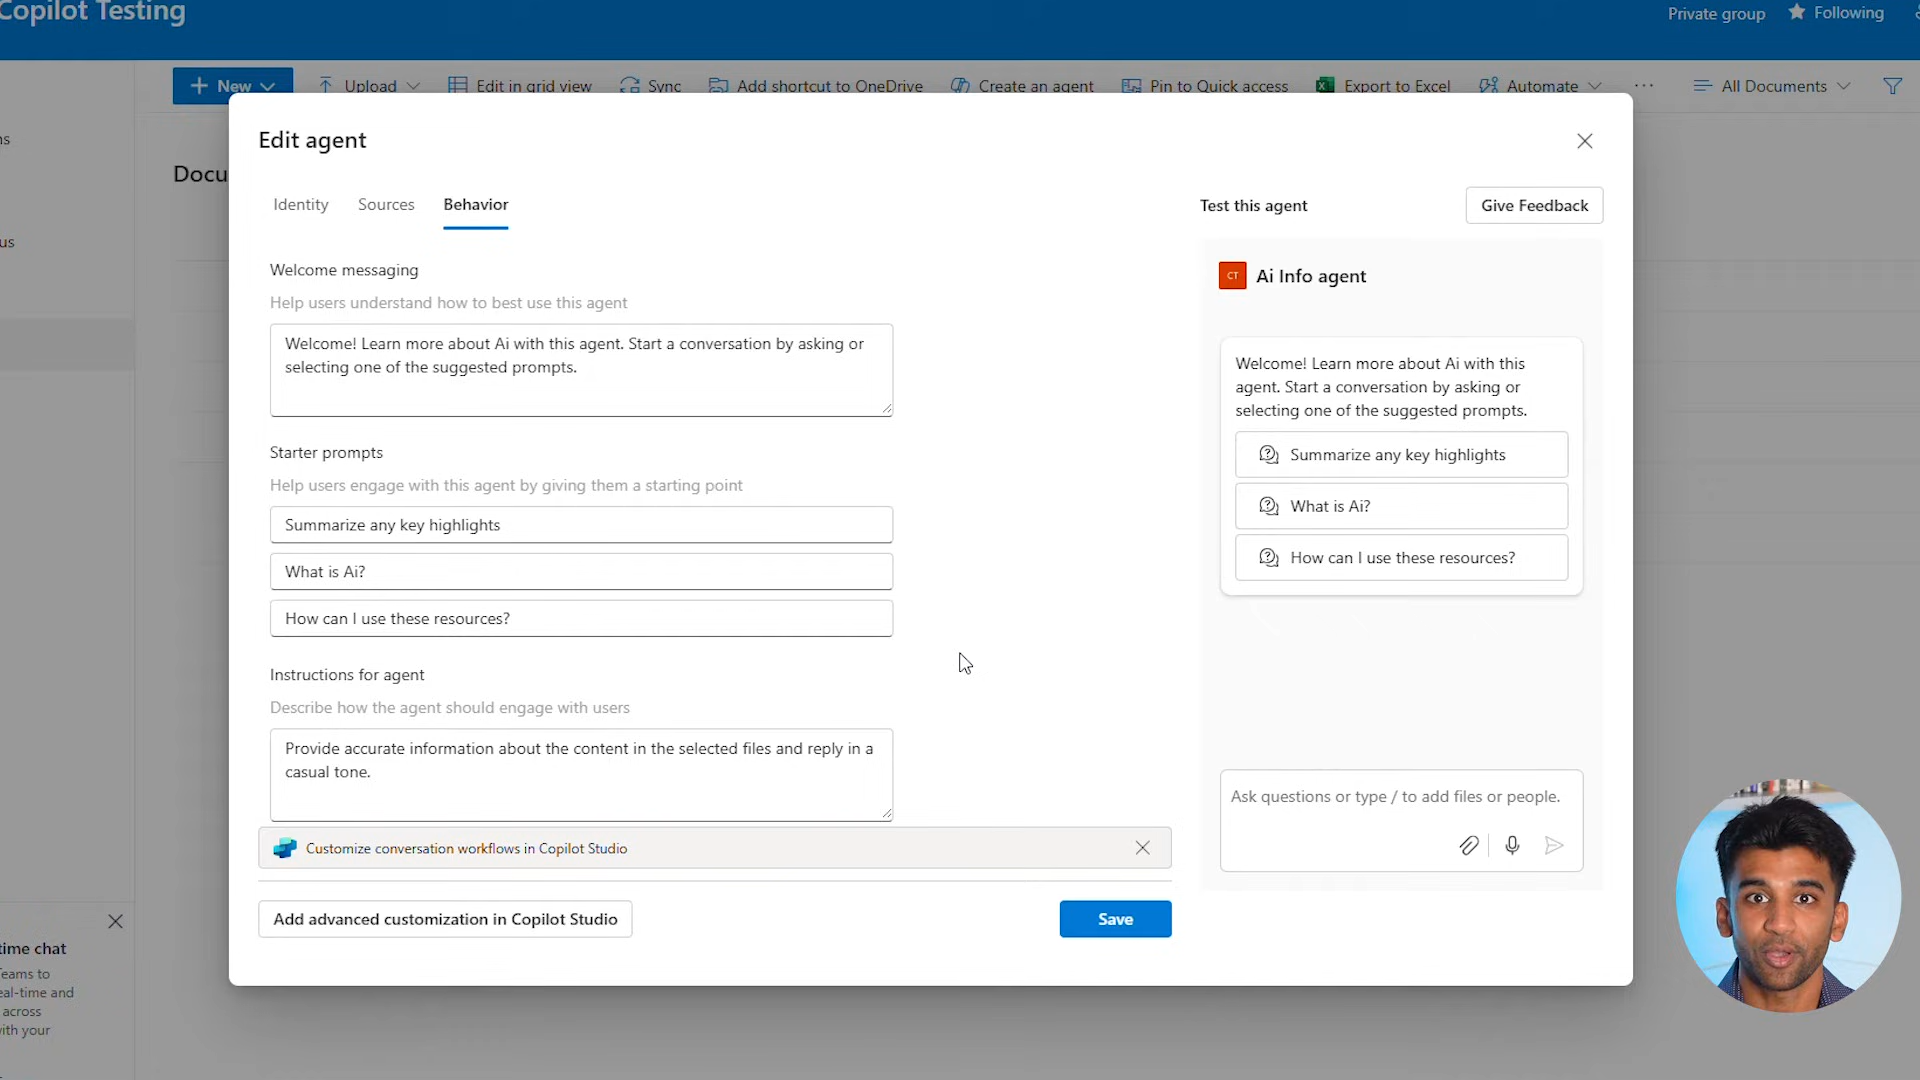 Copilot Testing
Private group
Following
New
Upload
Edit in grid view
Sync
Add shortcut to OneDrive
Create an agent
Pin to Quick access
Export to Excel
Automate
All Documents
ns
us
Docu
Edit agent
Identity
Sources
Behavior
Welcome messaging
Help users understand how to best use this agent
Welcome! Learn more about Ai with this agent. Start a conversation by asking or
selecting one of the suggested prompts.
Starter prompts
Help users engage with this agent by giving them a starting point
Summarize any key highlights
What is Ai?
How can I use these resources?
Instructions for agent
Describe how the agent should engage with users
Provide accurate information about the content in the selected files and reply in a
casual tone.
Customize conversation workflows in Copilot Studio
Add advanced customization in Copilot Studio
Save
Test this agent
Give Feedback
CT
Ai Info agent
Welcome! Learn more about Ai with this
agent. Start a conversation by asking or
selecting one of the suggested prompts.
Summarize any key highlights
What is Ai?
How can I use these resources?
Ask questions or type / to add files or people.
time chat
Teams to
eal-time and
across
with your